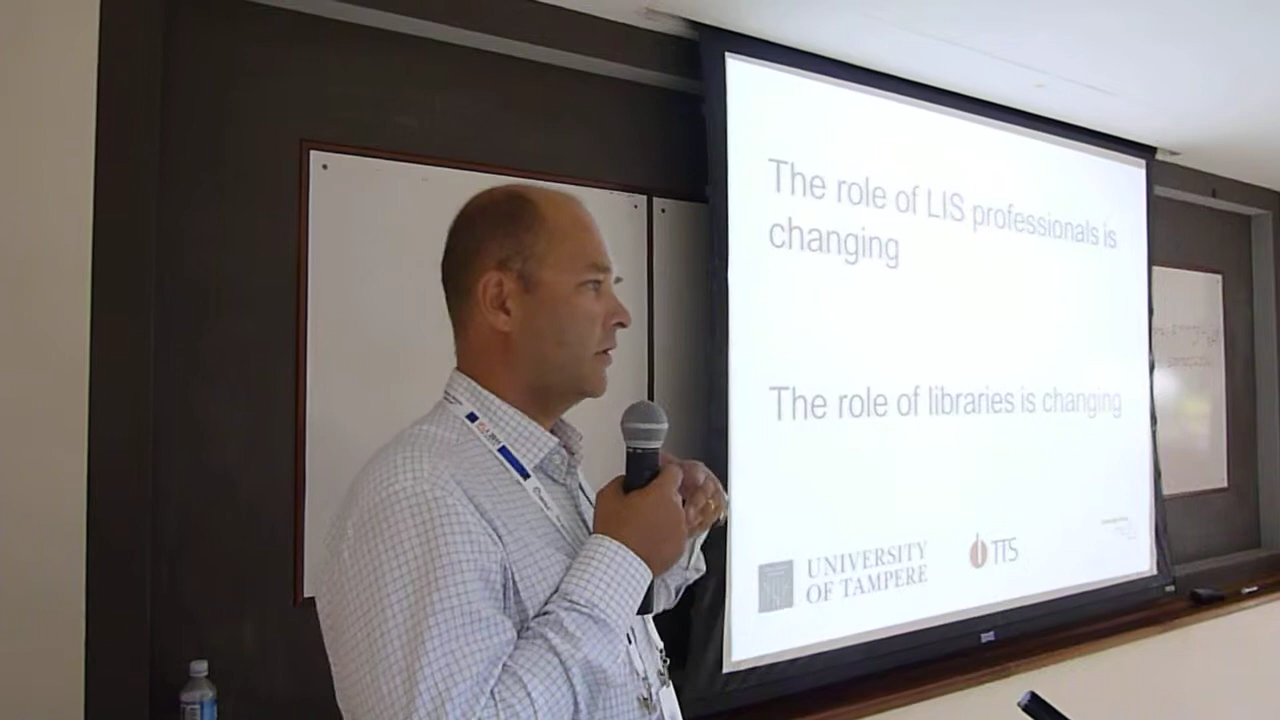 The role of LIS professionals is
changing
The role of libraries is changing
UNIVERSITY
OF TAMPERE
TTS